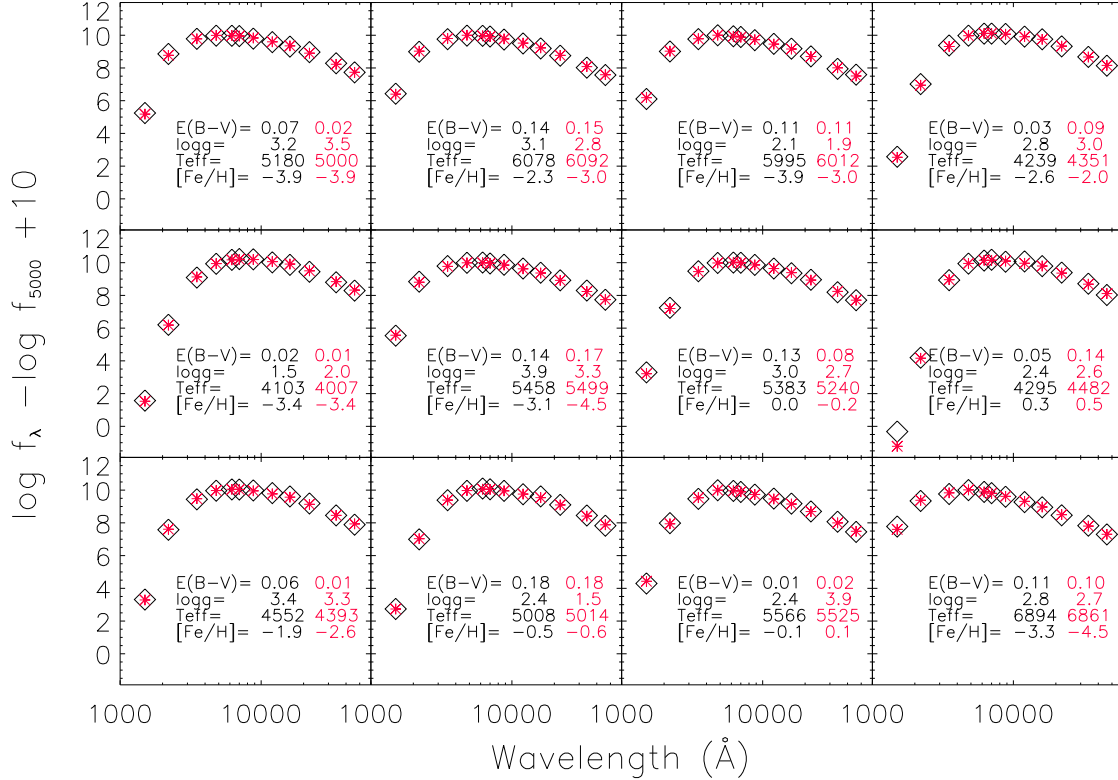 log fλ −log f5000 +10
12
10
8
6
4
2
0
E(B−V)= 0.07 0.02
logg= 3.2 3.5
Teff= 5180 5000
[Fe/H]= −3.9 −3.9
E(B−V)= 0.14 0.15
logg= 3.1 2.8
Teff= 6078 6092
[Fe/H]= −2.3 −3.0
E(B−V)= 0.11 0.11
logg= 2.1 1.9
Teff= 5995 6012
[Fe/H]= −3.9 −3.0
E(B−V)= 0.03 0.09
logg= 2.8 3.0
Teff= 4239 4351
[Fe/H]= −2.6 −2.0
12
10
8
6
4
2
0
E(B−V)= 0.02 0.01
logg= 1.5 2.0
Teff= 4103 4007
[Fe/H]= −3.4 −3.4
E(B−V)= 0.14 0.17
logg= 3.9 3.3
Teff= 5458 5499
[Fe/H]= −3.1 −4.5
E(B−V)= 0.13 0.08
logg= 3.0 2.7
Teff= 5383 5240
[Fe/H]= 0.0 −0.2
E(B−V)= 0.05 0.14
logg= 2.4 2.6
Teff= 4295 4482
[Fe/H]= 0.3 0.5
12
10
8
6
4
2
0
E(B−V)= 0.06 0.01
logg= 3.4 3.3
Teff= 4552 4393
[Fe/H]= −1.9 −2.6
E(B−V)= 0.18 0.18
logg= 2.4 1.5
Teff= 5008 5014
[Fe/H]= −0.5 −0.6
E(B−V)= 0.01 0.02
logg= 2.4 3.9
Teff= 5566 5525
[Fe/H]= −0.1 0.1
E(B−V)= 0.11 0.10
logg= 2.8 2.7
Teff= 6894 6861
[Fe/H]= −3.3 −4.5
1000 10000 1000 10000 1000 10000 1000 10000
Wavelength (Å)